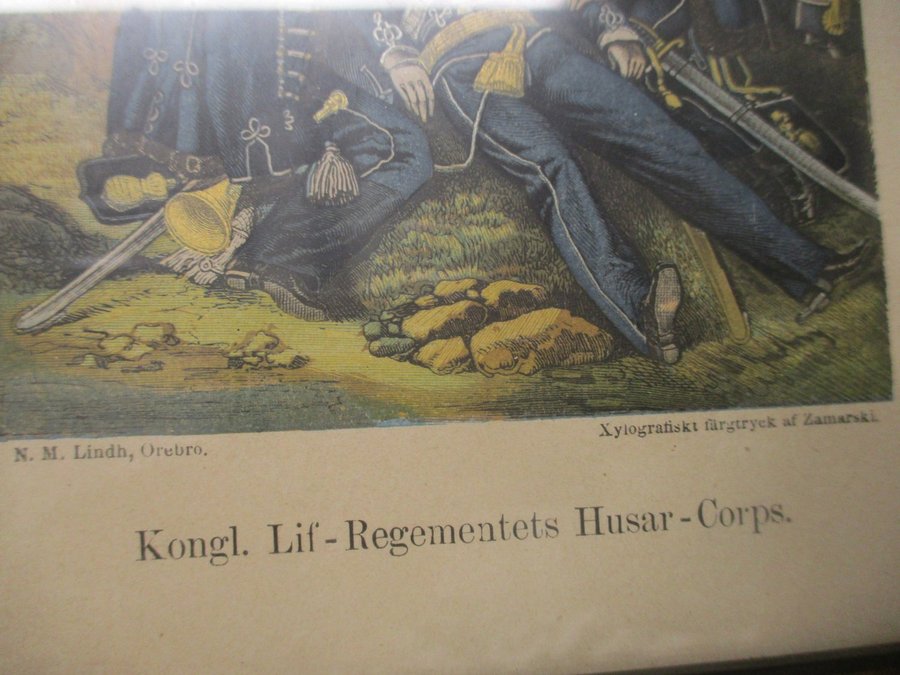 N. M. Lindh, Örebro.
Xylografiskt färgtryck af Zamarski.
Kongl. Lif-Regementets Husar-Corps.